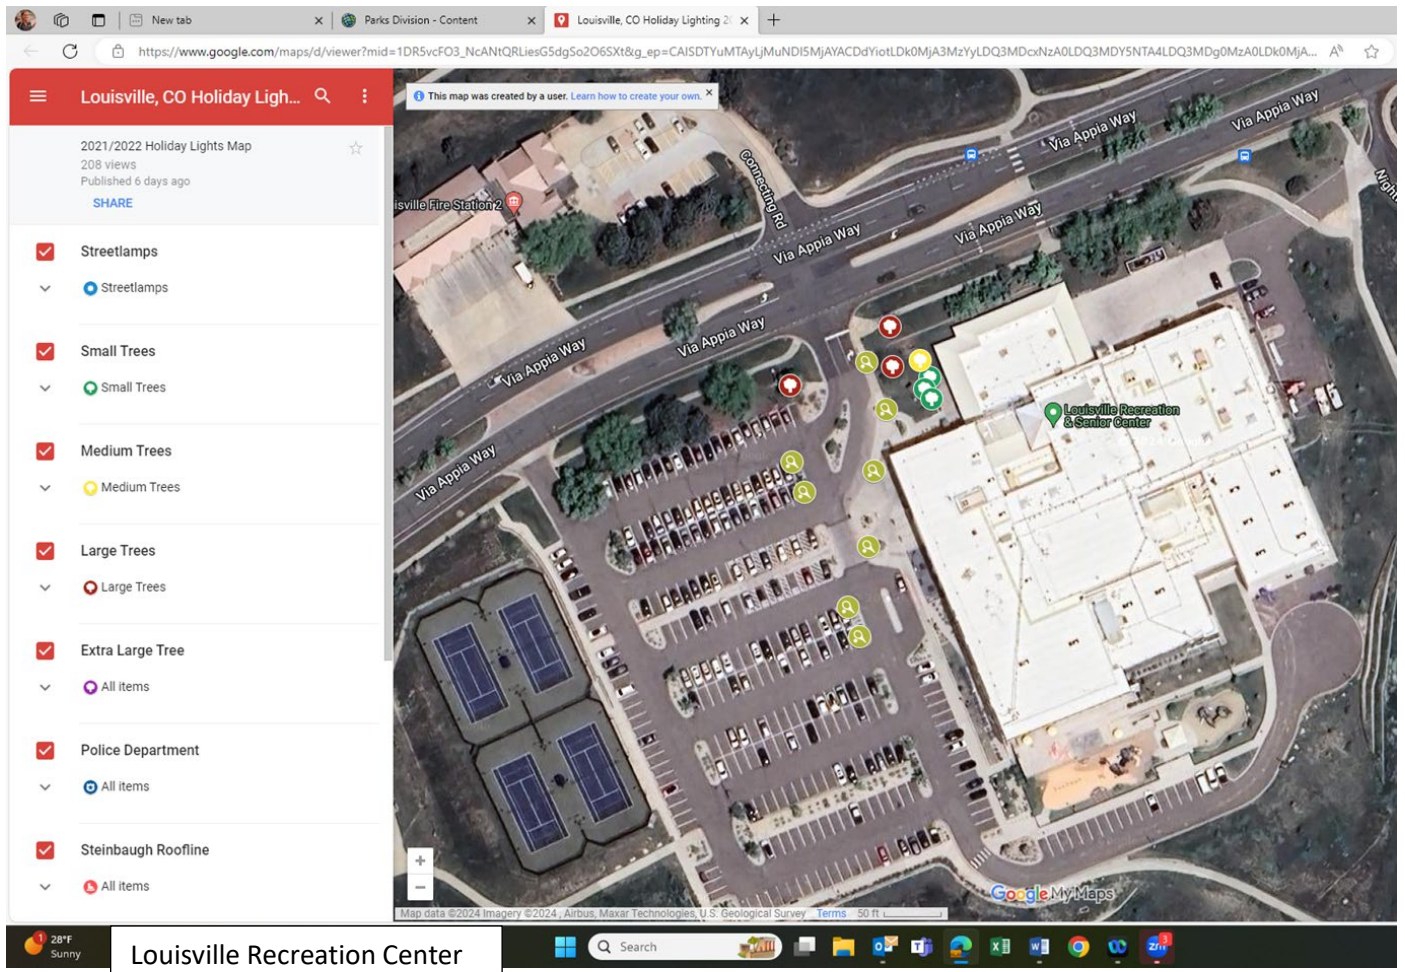 New tab
Parks Division - Content
Louisville, CO Holiday Lighting 2
https://www.google.com/maps/d/viewer?mid=1DR5vcFO3_NcANtQRLiesG5dgSo2O6SXt&g_ep=CAISDTYuMTAyLjMuNDI5MjAYACDdYiotLDk0MjA3MzYyLDQ3MDcxNzA0LDQ3MDY5NTA4LDQ3MDg0MzA0LDk0MjA...
Louisville, CO Holiday Ligh...
This map was created by a user. Learn how to create your own.
2021/2022 Holiday Lights Map
208 views
Published 6 days ago
SHARE
Streetlamps
Streetlamps
Small Trees
Small Trees
Medium Trees
Medium Trees
Large Trees
Large Trees
Extra Large Tree
All items
Police Department
All items
Steinbaugh Roofline
All items
Via Appia Way
Via Appia Way
Connecting Rd
isville Fire Station 2
Via Appia Way
Via Appia Way
Via Appia Way
Via Appia Way
Via Appia Way
Louisville Recreation
& Senior Center
Google My Maps
Map data ©2024 Imagery ©2024 , Airbus, Maxar Technologies, U.S. Geological Survey Terms 50 ft
28°F
Sunny
Louisville Recreation Center
Search